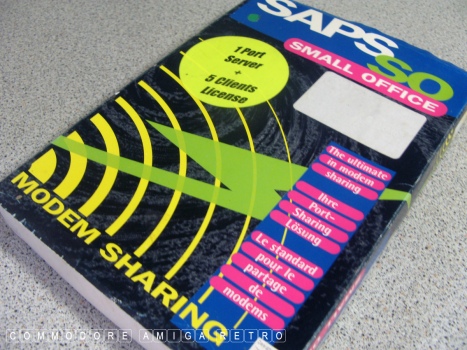 SAPS SO
SMALL OFFICE
1 Port
Server
+
5 Clients
License
The ultimate
in modem
sharing
Ihre
Port-
Sharing
Lösung
Le standard
pour le
partage
de
modems
MODEM SHARING
COMMODORE AMIGA RETRO